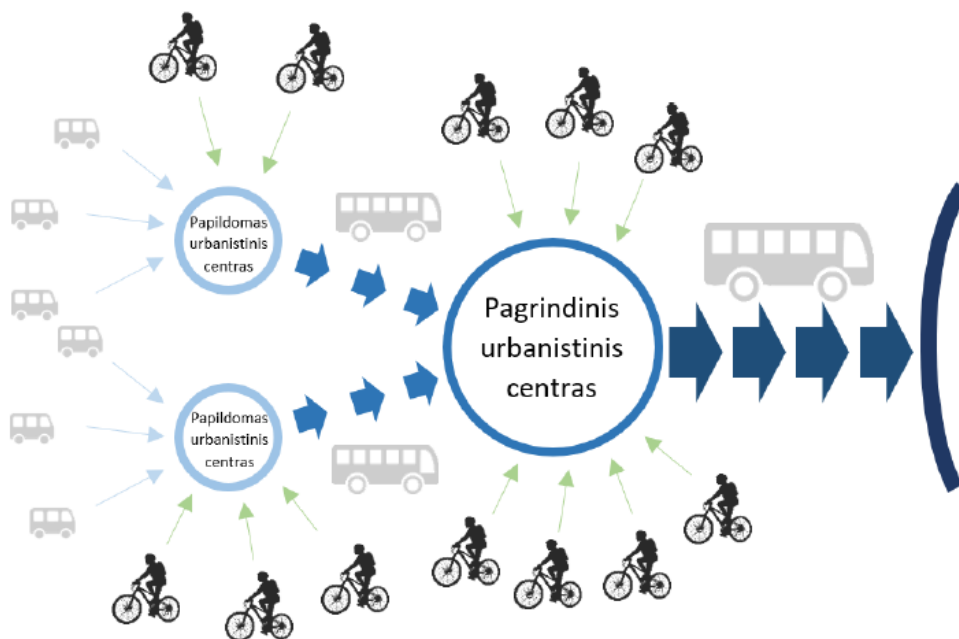 Papildomas
urbanistinis
centras
Pagrindinis
urbanistinis
centras
Papildomas
urbanistinis
centras